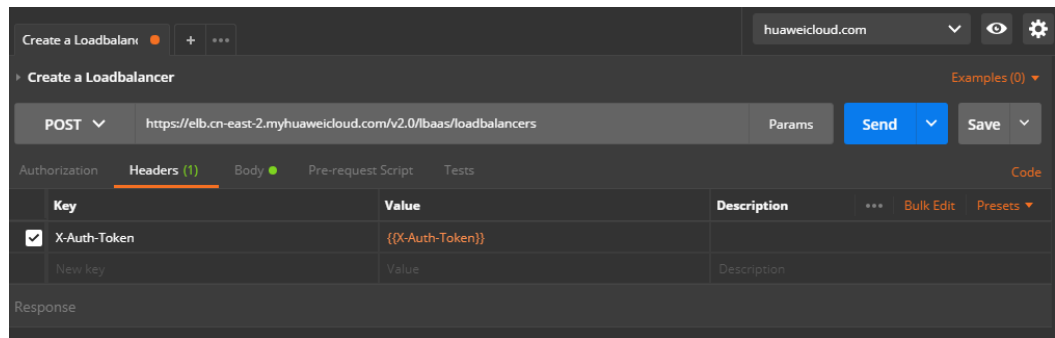 Create a Loadbalan
+
huaweicloud.com
Create a Loadbalancer
Examples (0)
POST
https://elb.cn-east-2.myhuaweicloud.com/v2.0/lbaas/loadbalancers
Params
Send
Save
Authorization
Headers (1)
Body
Pre-request Script
Tests
Code
Key
Value
Description
Bulk Edit
Presets
X-Auth-Token
{{X-Auth-Token}}
New key
Value
Description
Response